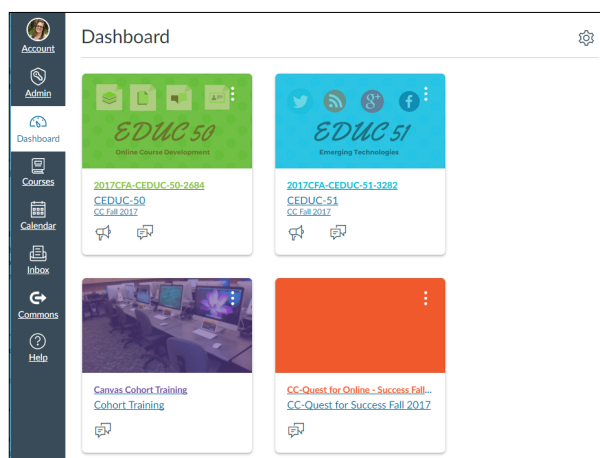 Account
Admin
Dashboard
Courses
Calendar
Inbox
Commons
Help
Dashboard
EDUC 50
Online Course Development
2017CFA-CEDUC-50-2684
CEDUC-50
CC Fall 2017
EDUC 51
Emerging Technologies
2017CFA-CEDUC-51-3282
CEDUC-51
CC Fall 2017
Canvas Cohort Training
Cohort Training
CC-Quest for Online - Success Fall...
CC-Quest for Success Fall 2017